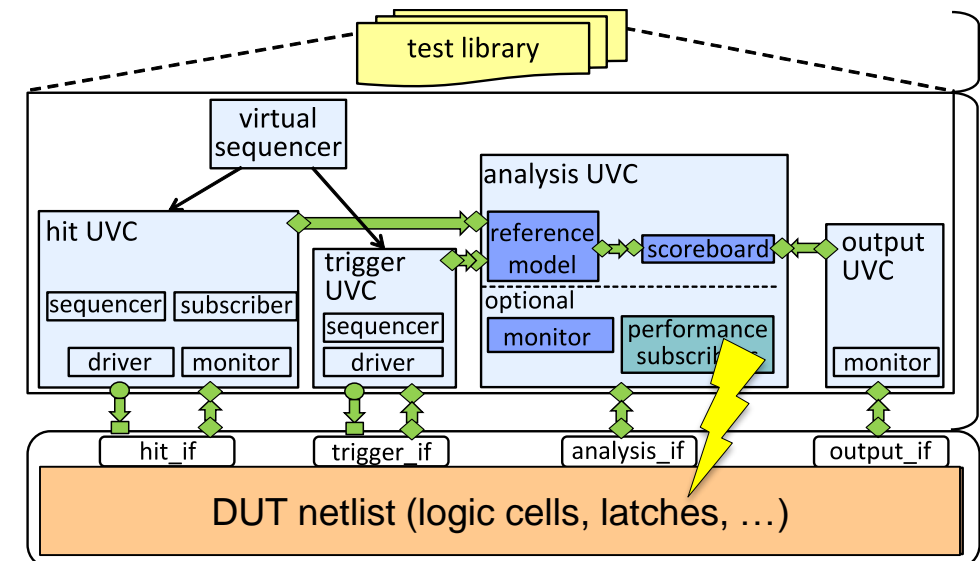 test library
virtual
sequencer
hit UVC
sequencer
subscriber
driver
monitor
trigger
UVC
sequencer
driver
analysis UVC
reference
model
scoreboard
optional
monitor
performance
output
UVC
monitor
hit_if
trigger_if
analysis_if
output_if
DUT netlist (logic cells, latches, …)